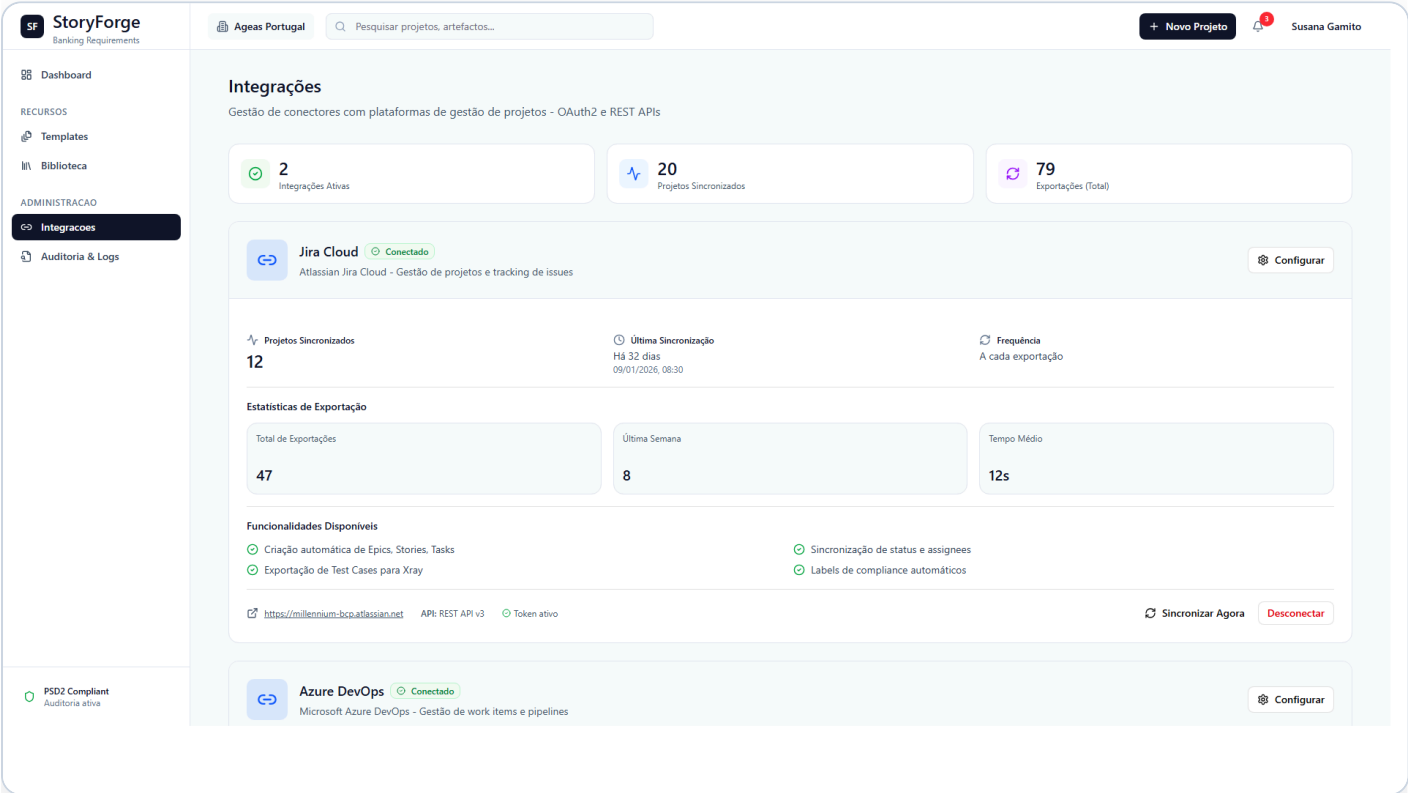 SF
StoryForge
Banking Requirements
Ageas Portugal
Pesquisar projetos, artefactos...
Novo Projeto
3
Susana Gamito
Dashboard
RECURSOS
Templates
Biblioteca
ADMINISTRACAO
Integracoes
Auditoria & Logs
PSD2 Compliant
Auditoria ativa
Integrações
Gestão de conectores com plataformas de gestão de projetos - OAuth2 e REST APIs
2
Integrações Ativas
20
Projetos Sincronizados
79
Exportações (Total)
Jira Cloud
Conectado
Atlassian Jira Cloud - Gestão de projetos e tracking de issues
Configurar
Projetos Sincronizados
12
Última Sincronização
Há 32 dias
09/01/2026, 08:30
Frequência
A cada exportação
Estatísticas de Exportação
Total de Exportações
47
Última Semana
8
Tempo Médio
12s
Funcionalidades Disponíveis
Criação automática de Epics, Stories, Tasks
Sincronização de status e assignees
Exportação de Test Cases para Xray
Labels de compliance automáticos
https://millennium-bcp.atlassian.net
API: REST API v3
Token ativo
Sincronizar Agora
Desconectar
Azure DevOps
Conectado
Microsoft Azure DevOps - Gestão de work items e pipelines
Configurar